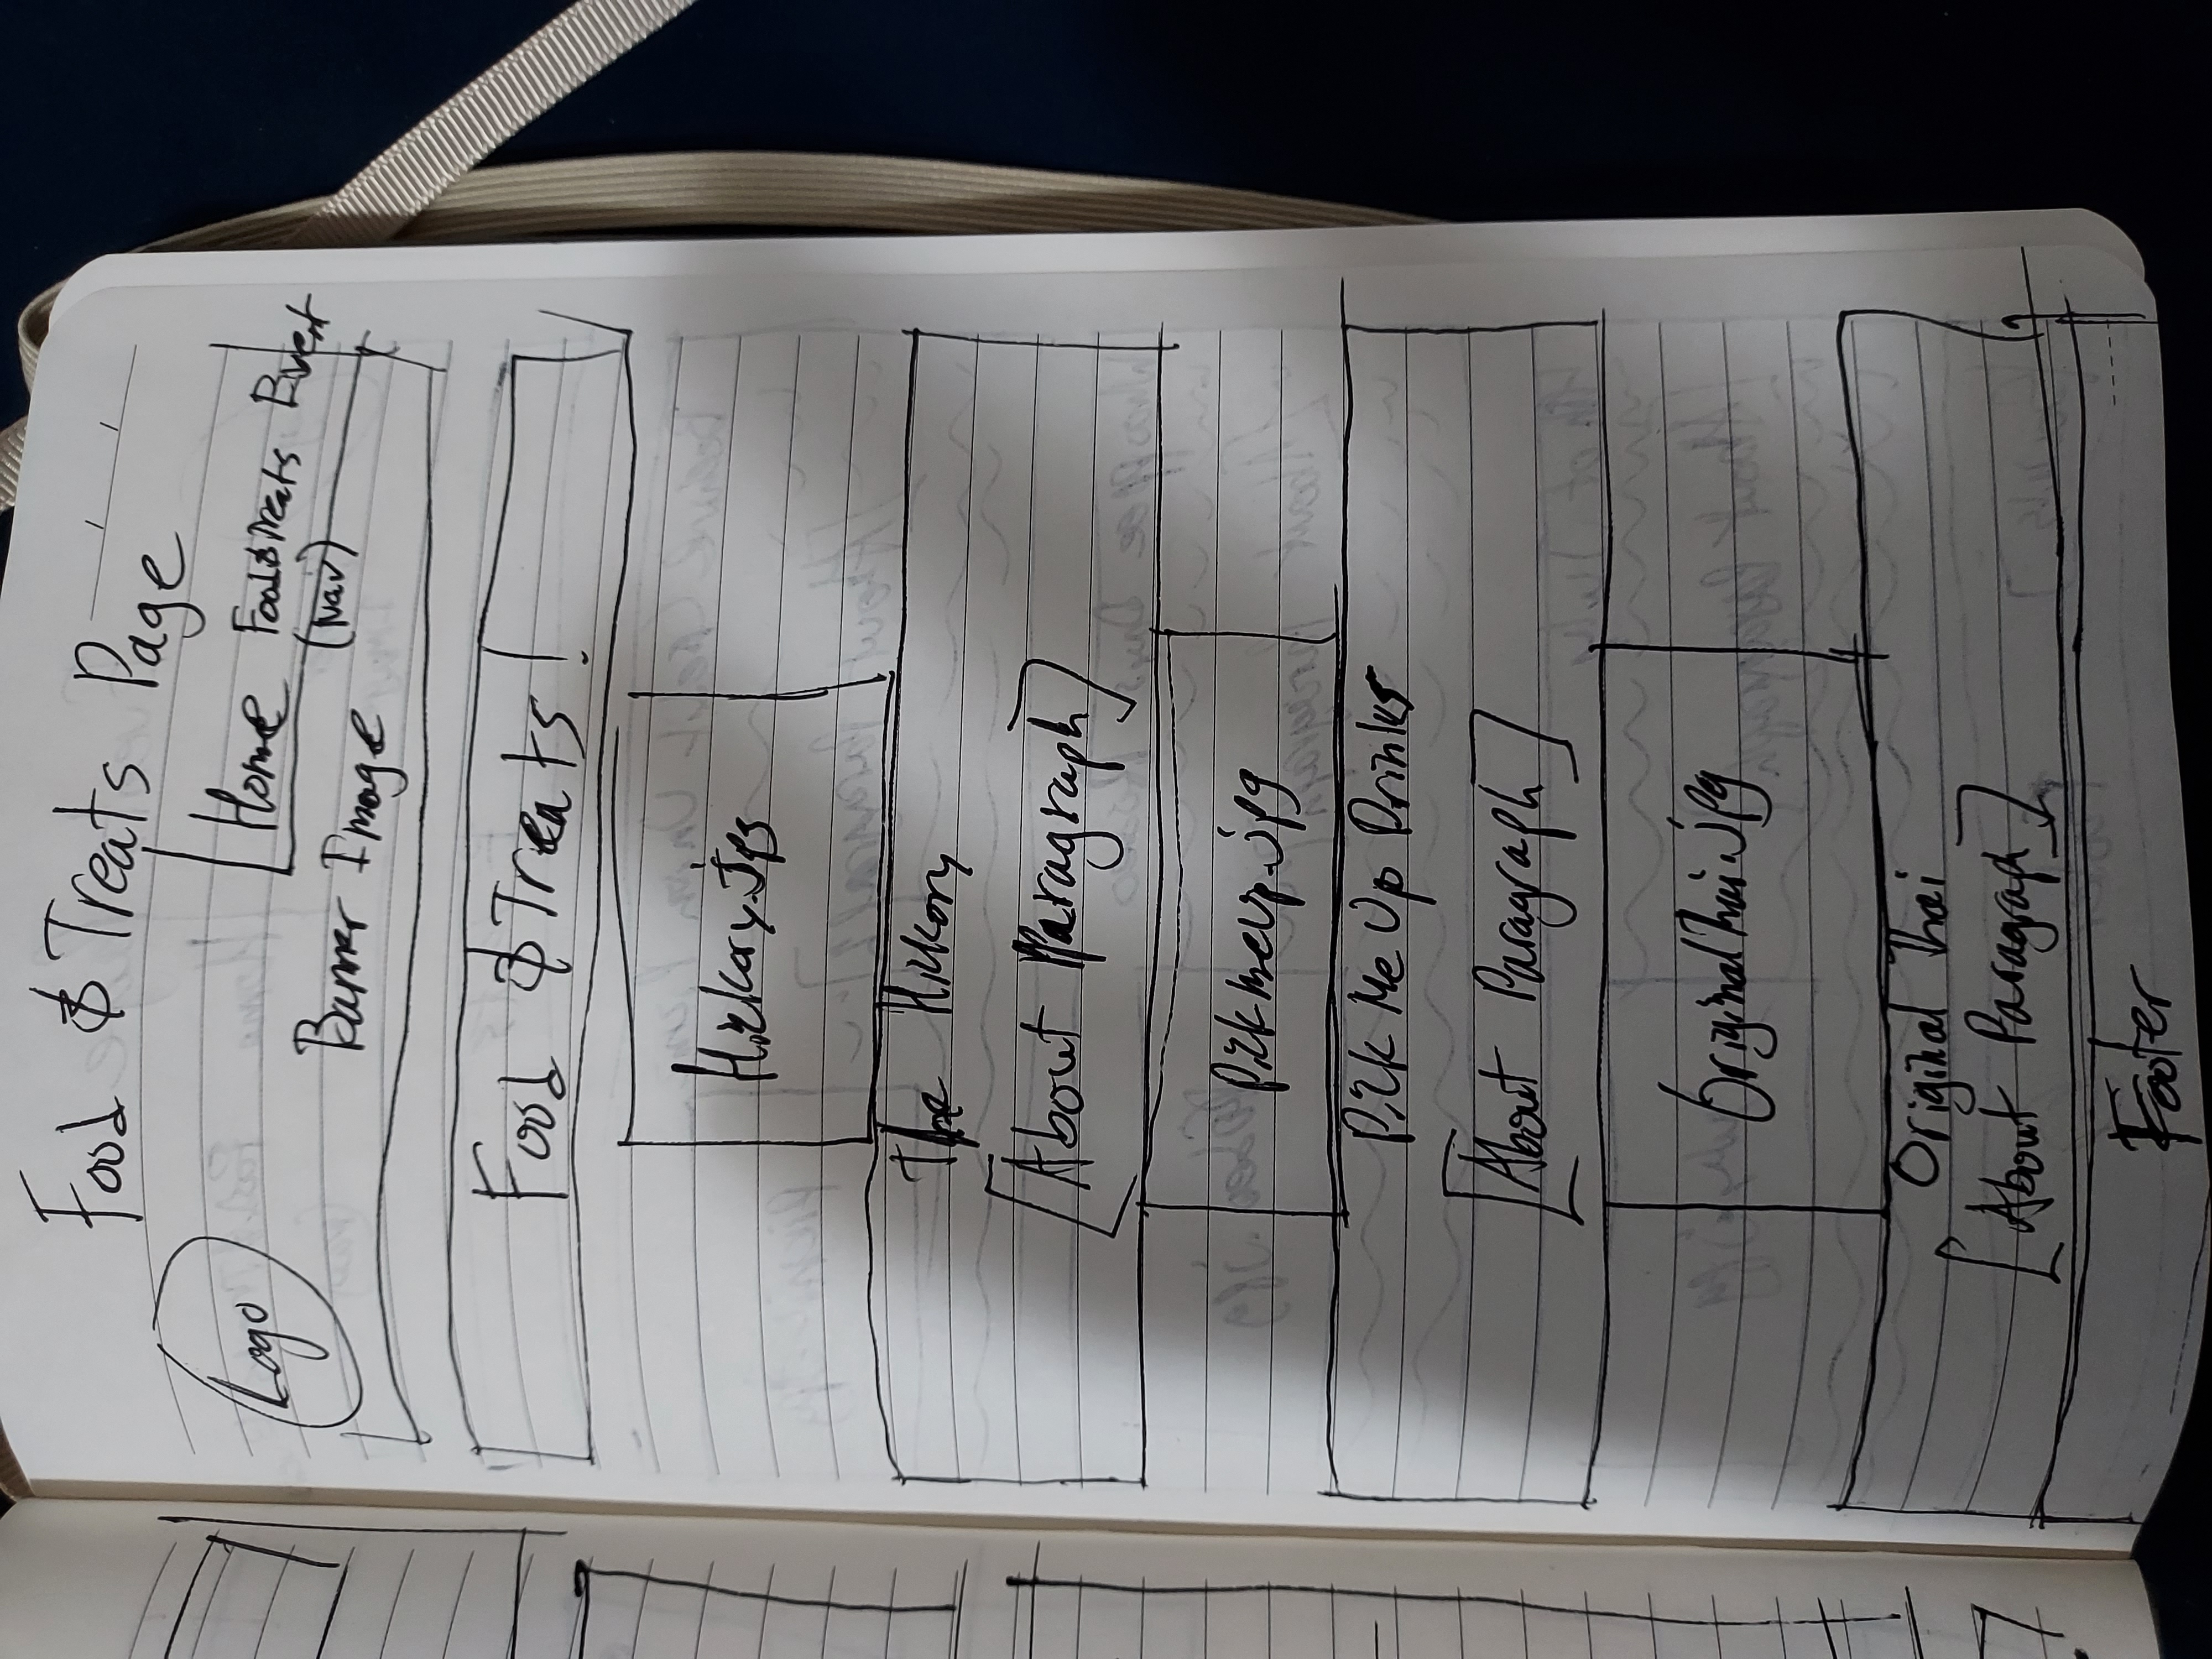 Food & Treats Page
Logo
Home Food&Treats Event
(Nav)
Banner Image
Food & Treats!
Hickory.jpg
The Hickory
[About Paragraph]
Pickmeup.jpg
Pick Me Up Drinks
[About Paragraph]
OriginalThai.jpg
Original Thai
[About Paragraph]
Footer